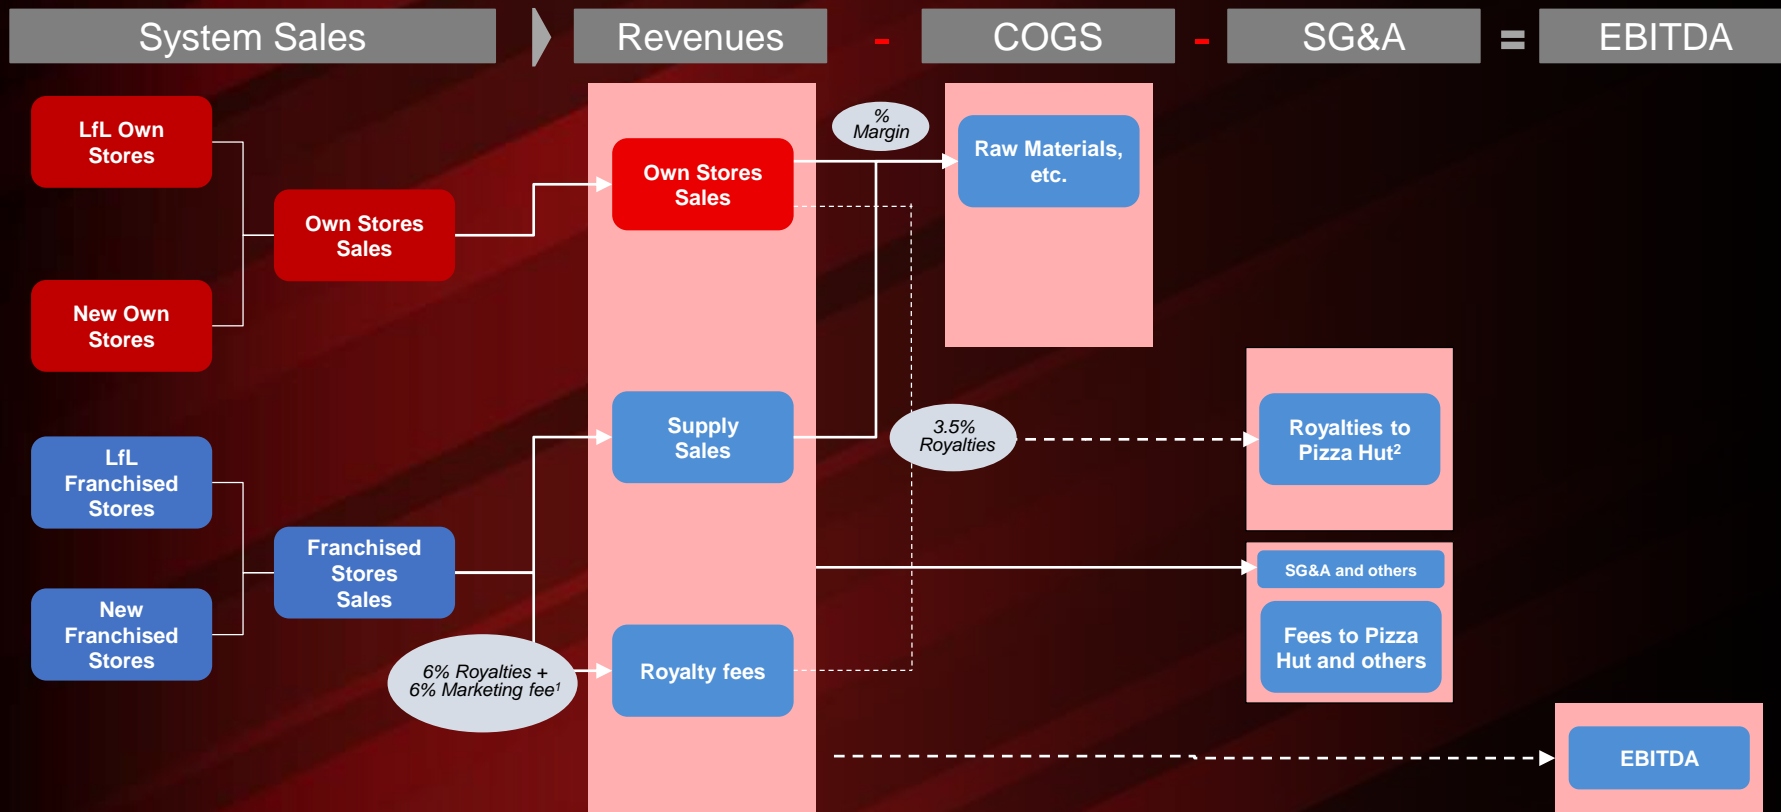 System Sales
Revenues
-
COGS
-
SG&A
=
EBITDA
LfL Own
Stores
New Own
Stores
Own Stores
Sales
LfL
Franchised
Stores
New
Franchised
Stores
Franchised
Stores
Sales
6% Royalties +
6% Marketing fee¹
Own Stores
Sales
Supply
Sales
Royalty fees
%
Margin
3.5%
Royalties
Raw Materials,
etc.
Royalties to
Pizza Hut²
SG&A and others
Fees to Pizza
Hut and others
EBITDA